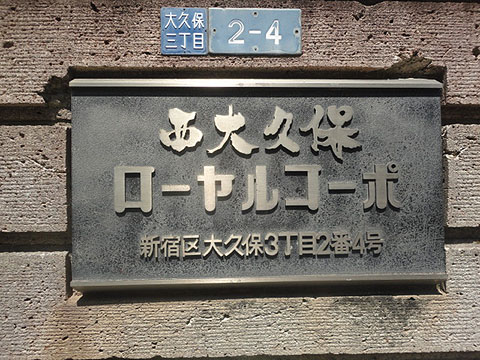 大久保
三丁目
2-4
西大久保
ローヤルコーポ
新宿区大久保3丁目2番4号